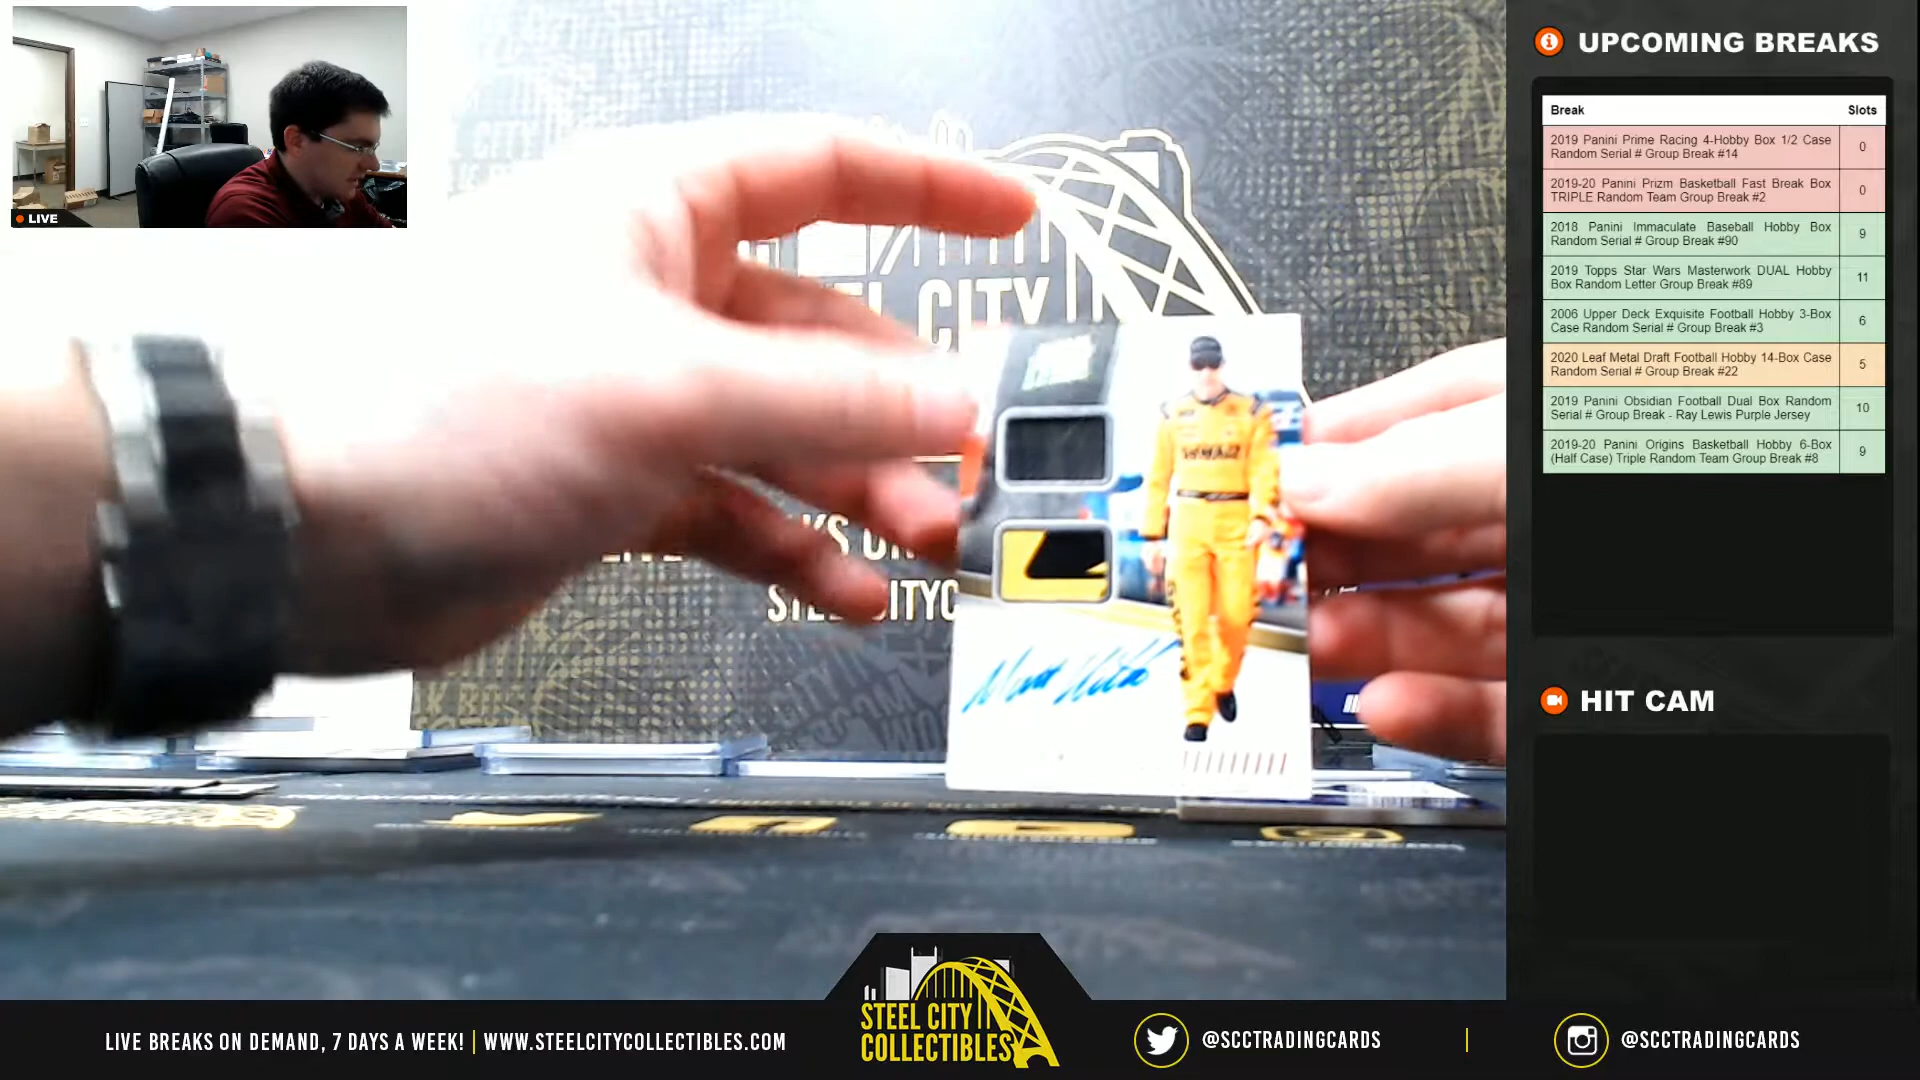 LIVE
UPCOMING BREAKS
Break Slots
2019 Panini Prime Racing 4-Hobby Box 1/2 Case
Random Serial # Group Break #14
0
2019-20 Panini Prizm Basketball Fast Break Box
TRIPLE Random Team Group Break #2
0
2018 Panini Immaculate Baseball Hobby Box
Random Serial # Group Break #90
9
2019 Topps Star Wars Masterwork DUAL Hobby
Box Random Letter Group Break #89
11
2006 Upper Deck Exquisite Football Hobby 3-Box
Case Random Serial # Group Break #3
6
2020 Leaf Metal Draft Football Hobby 14-Box Case
Random Serial # Group Break #22
5
2019 Panini Obsidian Football Dual Box Random
Serial # Group Break - Ray Lewis Purple Jersey
10
2019-20 Panini Origins Basketball Hobby 6-Box
(Half Case) Triple Random Team Group Break #8
9
HIT CAM
CITY
DEWALT
STEEL CITY
COLLECTIBLES
LIVE BREAKS ON DEMAND, 7 DAYS A WEEK! | WWW.STEELCITYCOLLECTIBLES.COM
@SCCTRADINGCARDS | @SCCTRADINGCARDS